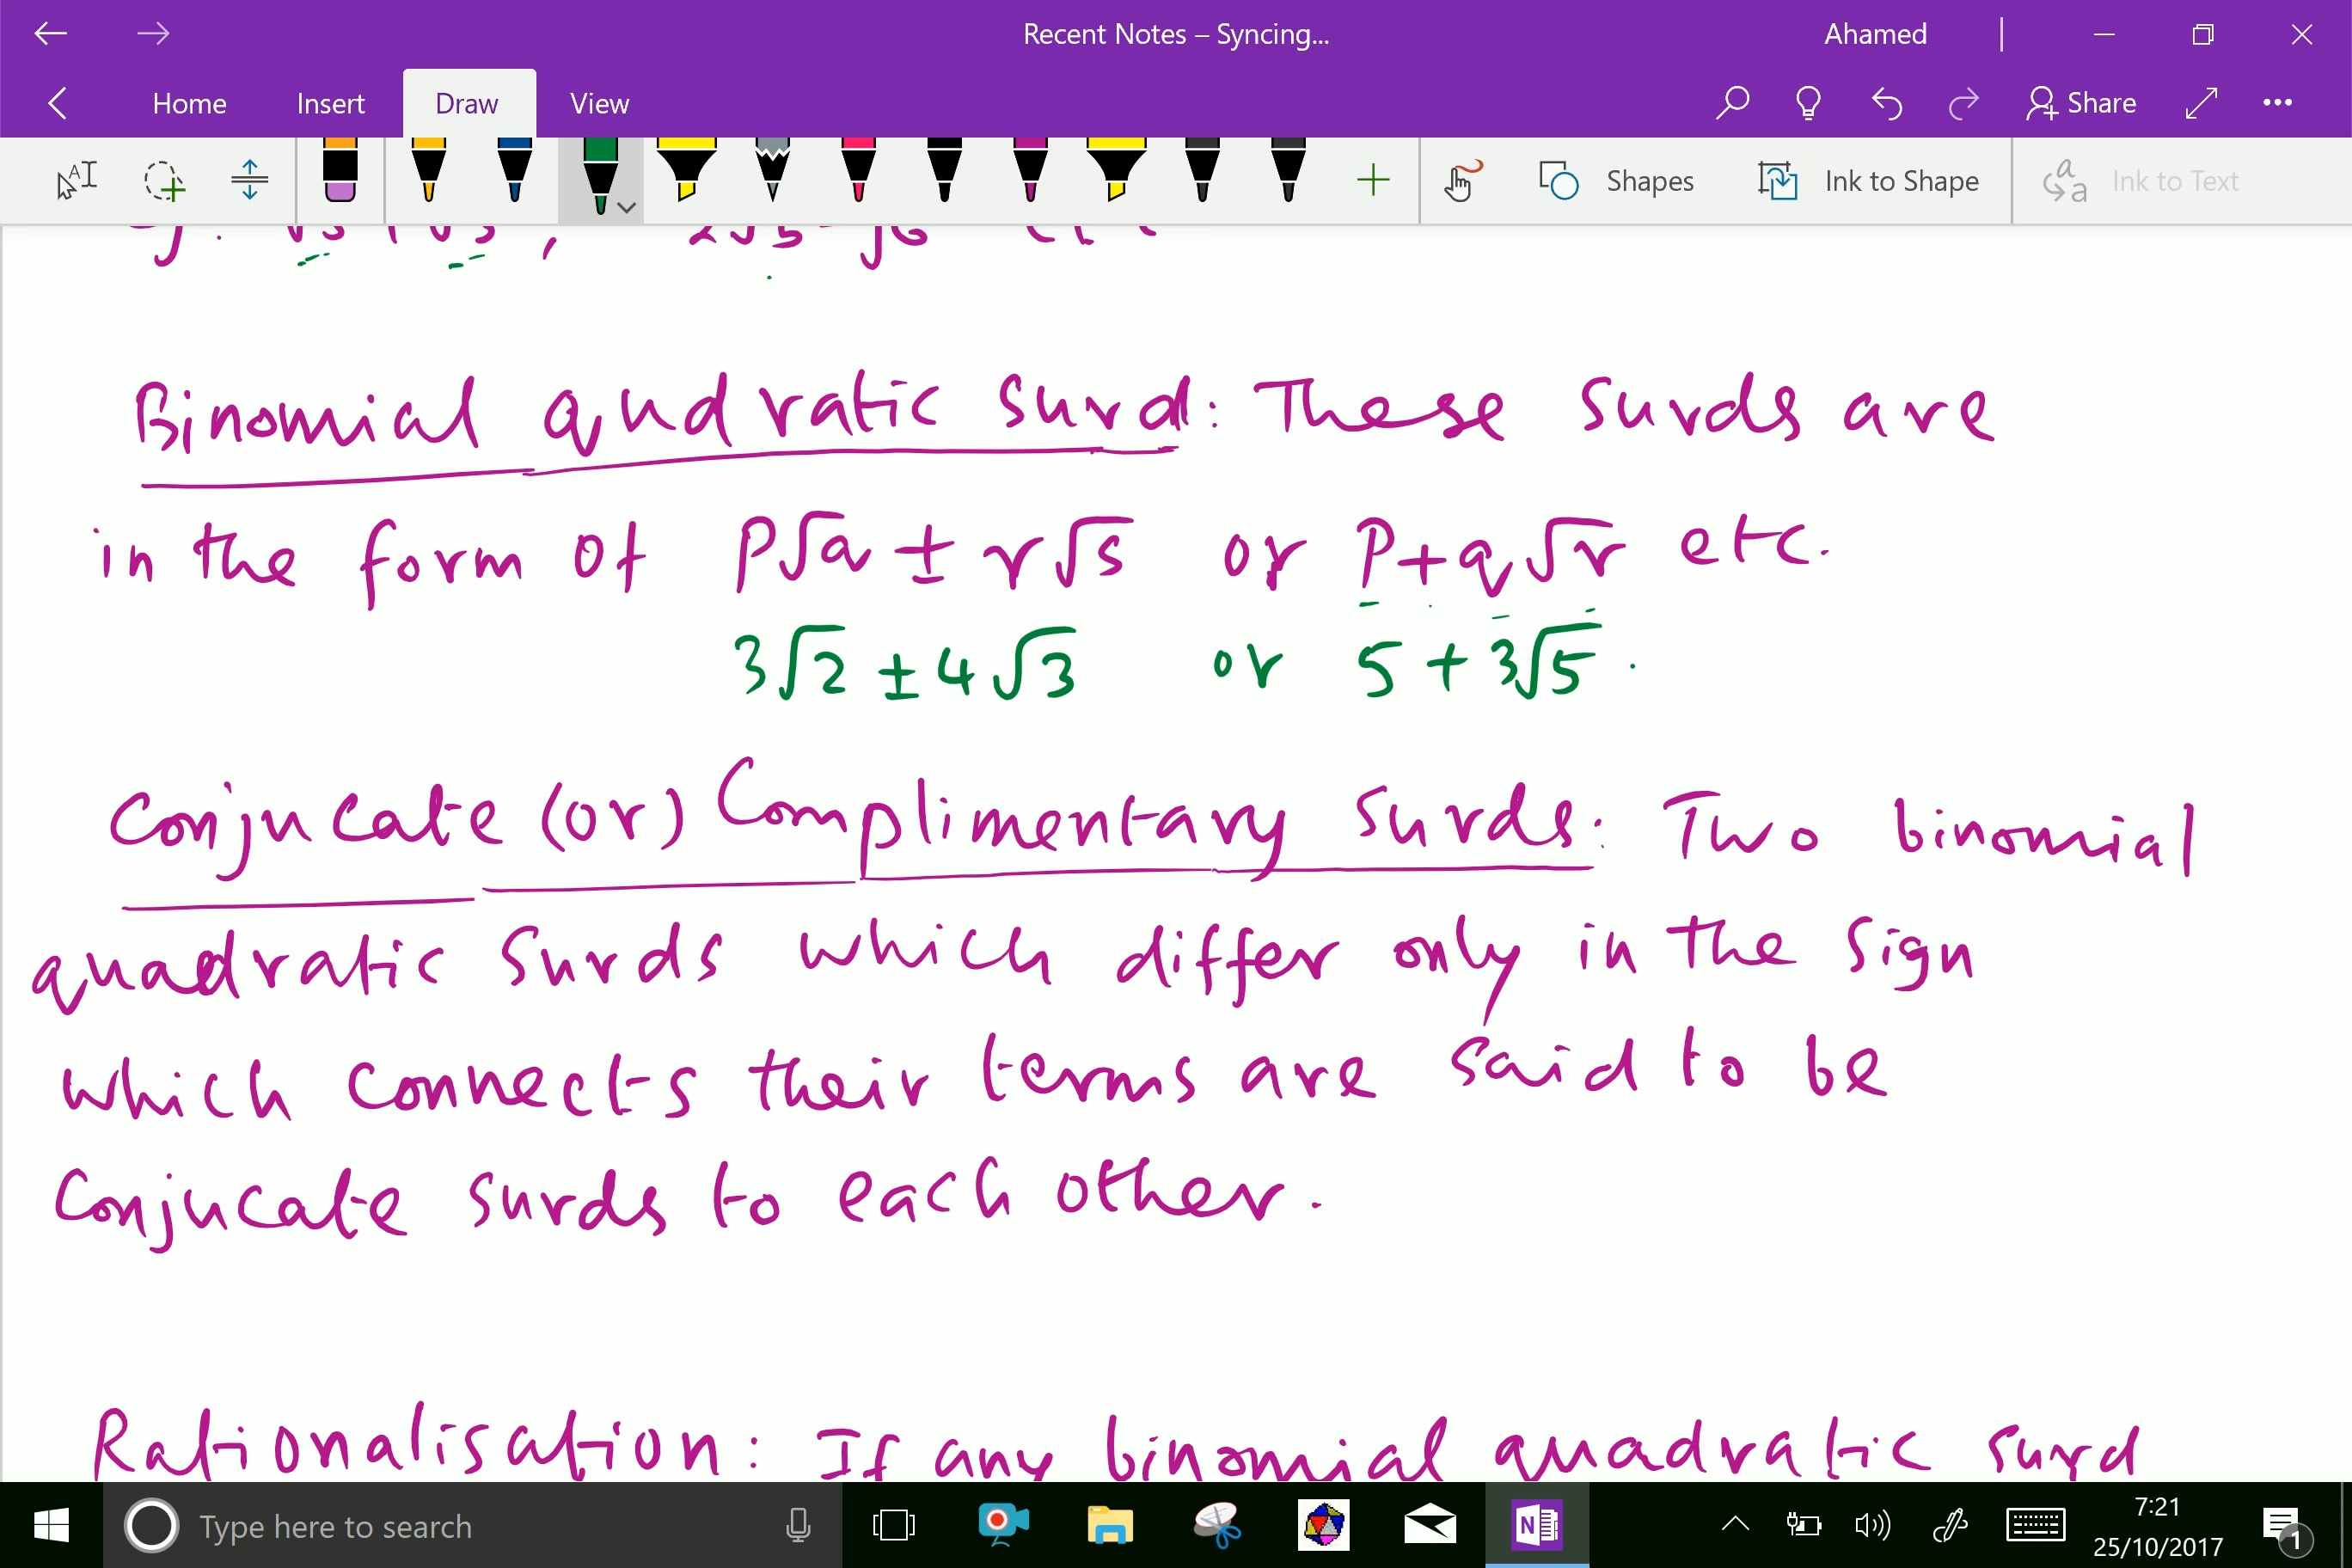 Recent Notes – Syncing...
Ahamed
Home Insert Draw View
Share
Shapes Ink to Shape Ink to Text
Binomial qudratic surd: These surds are
in the form of P√q ± r√s or P+q√r etc.
3√2 ± 4√3 or 5 + 3√5.
Conjucate (or) Complimentary surds: Two binomial
quadratic surds which differ only in the sign
which connects their terms are said to be
Conjucate surds to each other.
Rationalisation: If any binomial quadratic surd
Type here to search
7:21
25/10/2017
1